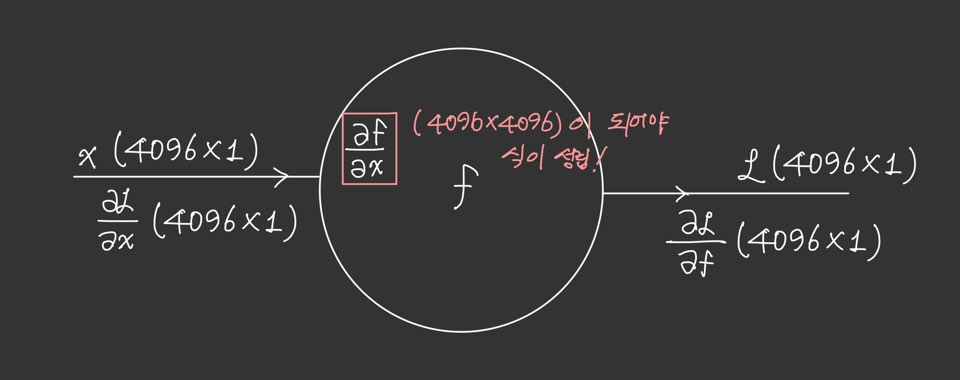 x (4096×1)
∂ℒ/∂x (4096×1)
∂f/∂x
(4096×4096)이 되어야
식이 성립!
f
ℒ (4096×1)
∂ℒ/∂f (4096×1)